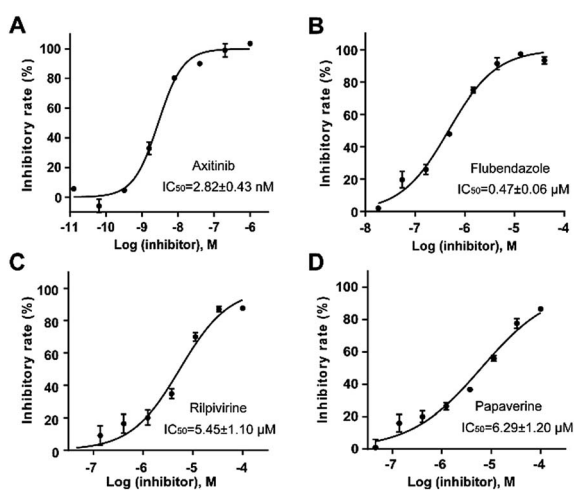 A
Inhibitory rate (%)
100
80
60
40
20
0
Axitinib
IC50=2.82±0.43 nM
-11 -10 -9 -8 -7 -6 -5
Log (inhibitor), M
B
Inhibitory rate (%)
100
80
60
40
20
0
Flubendazole
IC50=0.47±0.06 µM
-8 -7 -6 -5 -4
Log (inhibitor), M
C
Inhibitory rate (%)
100
80
60
40
20
0
Rilpivirine
IC50=5.45±1.10 µM
-7 -6 -5 -4
Log (inhibitor), M
D
Inhibitory rate (%)
100
80
60
40
20
0
Papaverine
IC50=6.29±1.20 µM
-7 -6 -5 -4
Log (inhibitor), M